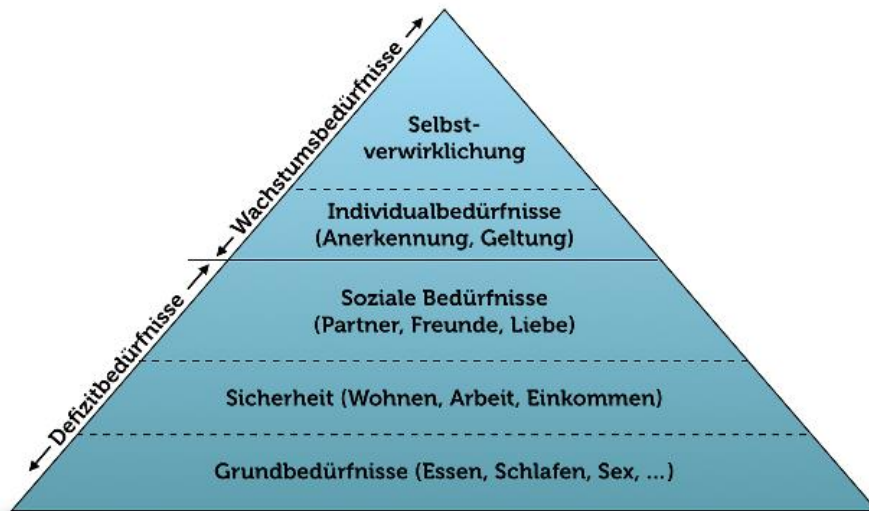 Wachstumsbedürfnisse
Defizitbedürfnisse
Selbst-
verwirklichung
Individualbedürfnisse
(Anerkennung, Geltung)
Soziale Bedürfnisse
(Partner, Freunde, Liebe)
Sicherheit (Wohnen, Arbeit, Einkommen)
Grundbedürfnisse (Essen, Schlafen, Sex, ...)